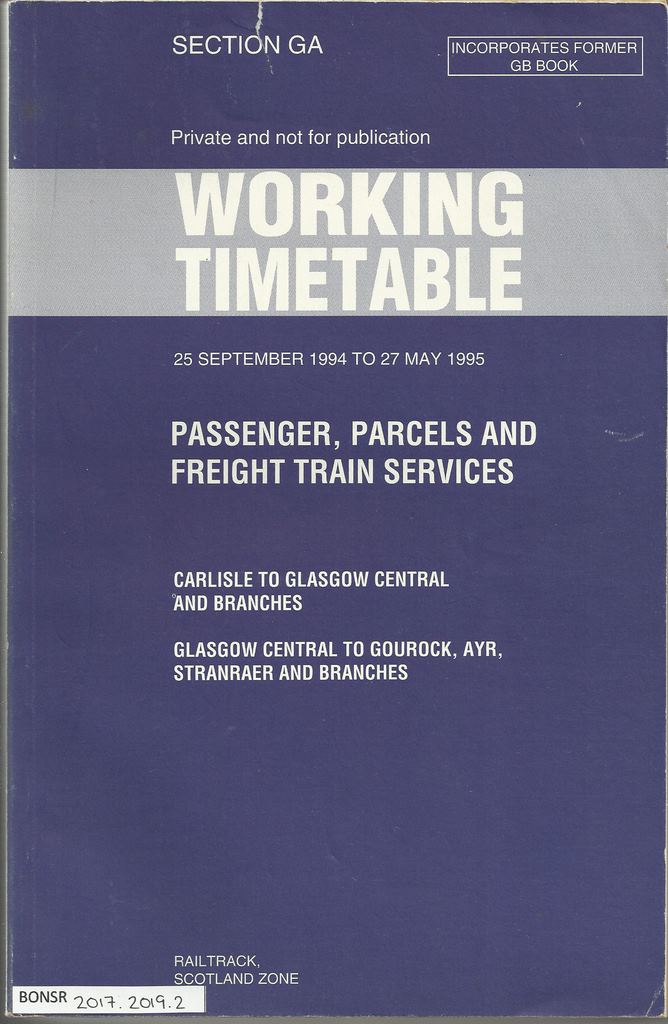 SECTION GA
INCORPORATES FORMER
GB BOOK
Private and not for publication
WORKING
TIMETABLE
25 SEPTEMBER 1994 TO 27 MAY 1995
PASSENGER, PARCELS AND
FREIGHT TRAIN SERVICES
CARLISLE TO GLASGOW CENTRAL
AND BRANCHES
GLASGOW CENTRAL TO GOUROCK, AYR,
STRANRAER AND BRANCHES
RAILTRACK,
SCOTLAND ZONE
BONSR 2017.2019.2